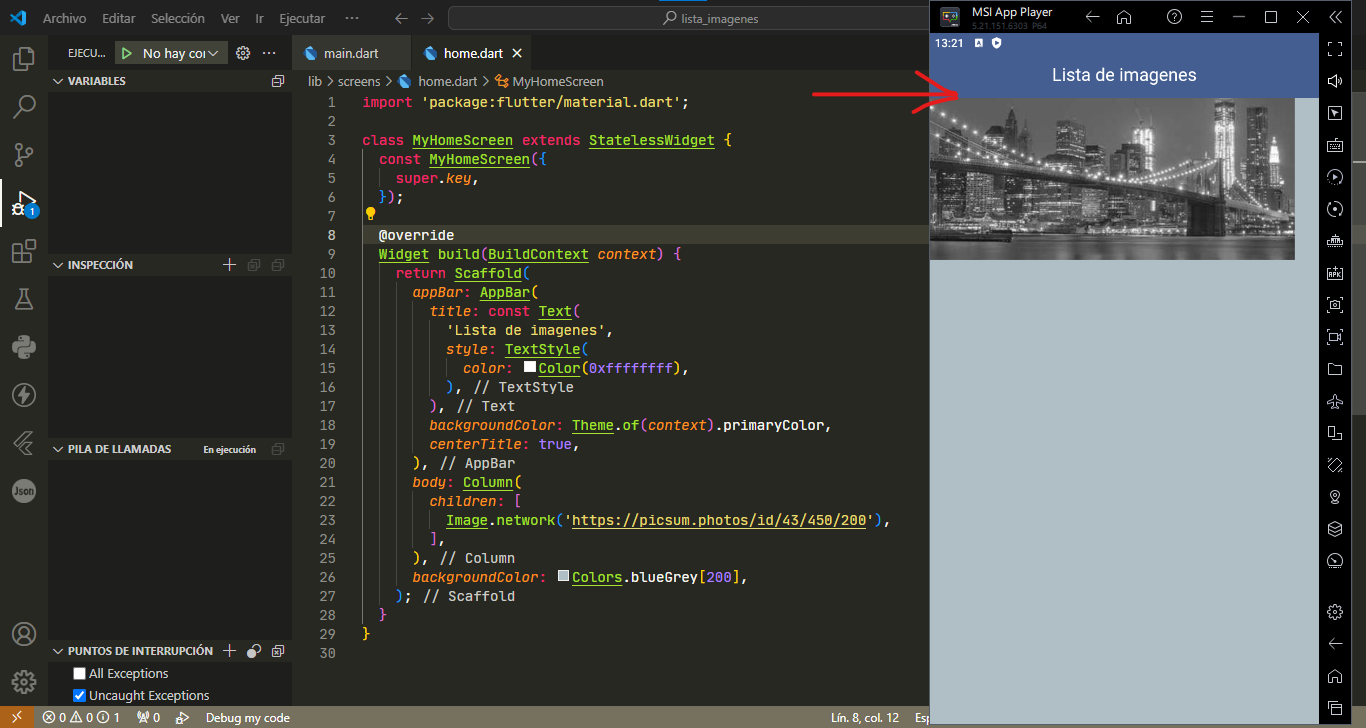 Archivo Editar Selección Ver Ir Ejecutar ··· lista_imagenes
EJECU... No hay cor ···
VARIABLES
INSPECCIÓN
PILA DE LLAMADAS En ejecución
PUNTOS DE INTERRUPCIÓN
All Exceptions
Uncaught Exceptions
1
Json
main.dart home.dart
lib > screens > home.dart > MyHomeScreen
1 import 'package:flutter/material.dart';
2
3 class MyHomeScreen extends StatelessWidget {
4 const MyHomeScreen({
5 super.key,
6 });
7
8 @override
9 Widget build(BuildContext context) {
10 return Scaffold(
11 appBar: AppBar(
12 title: const Text(
13 'Lista de imagenes',
14 style: TextStyle(
15 color: Color(0xffffffff),
16 ), // TextStyle
17 ), // Text
18 backgroundColor: Theme.of(context).primaryColor,
19 centerTitle: true,
20 ), // AppBar
21 body: Column(
22 children: [
23 Image.network('https://picsum.photos/id/43/450/200'),
24 ],
25 ), // Column
26 backgroundColor: Colors.blueGrey[200],
27 ); // Scaffold
28 }
29 }
30
0 0 1 0 Debug my code Lín. 8, col. 12 Esp
MSI App Player
5.21.151.6303 P64
13:21 A
Lista de imagenes
APK